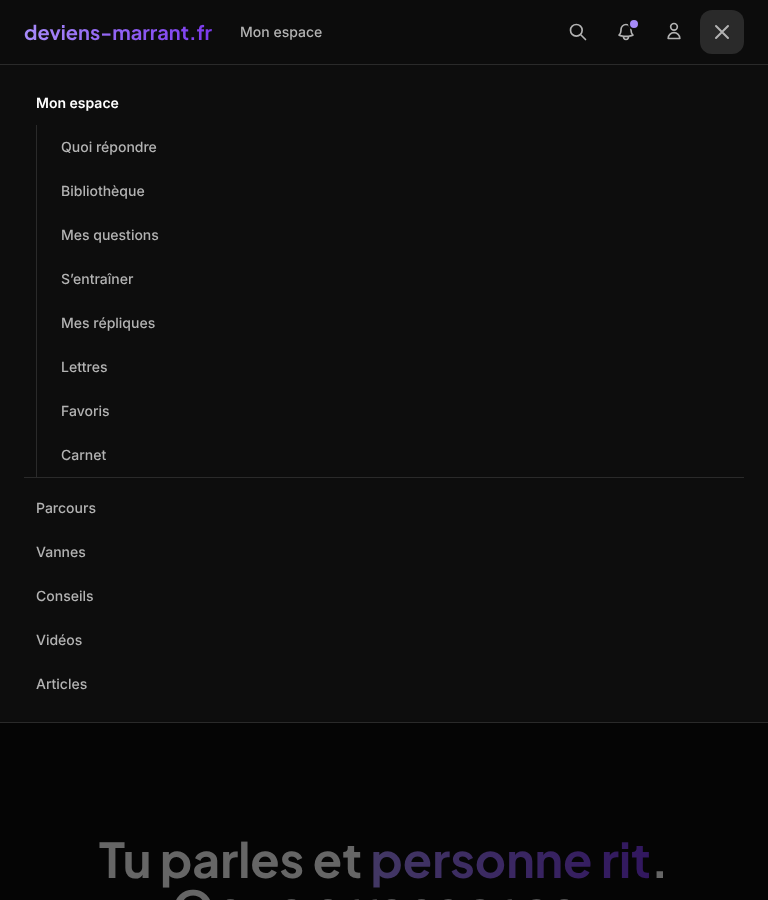 deviens-marrant.fr
Mon espace
Mon espace
Quoi répondre
Bibliothèque
Mes questions
S’entraîner
Mes répliques
Lettres
Favoris
Carnet
Parcours
Vannes
Conseils
Vidéos
Articles
Tu parles et personne rit.